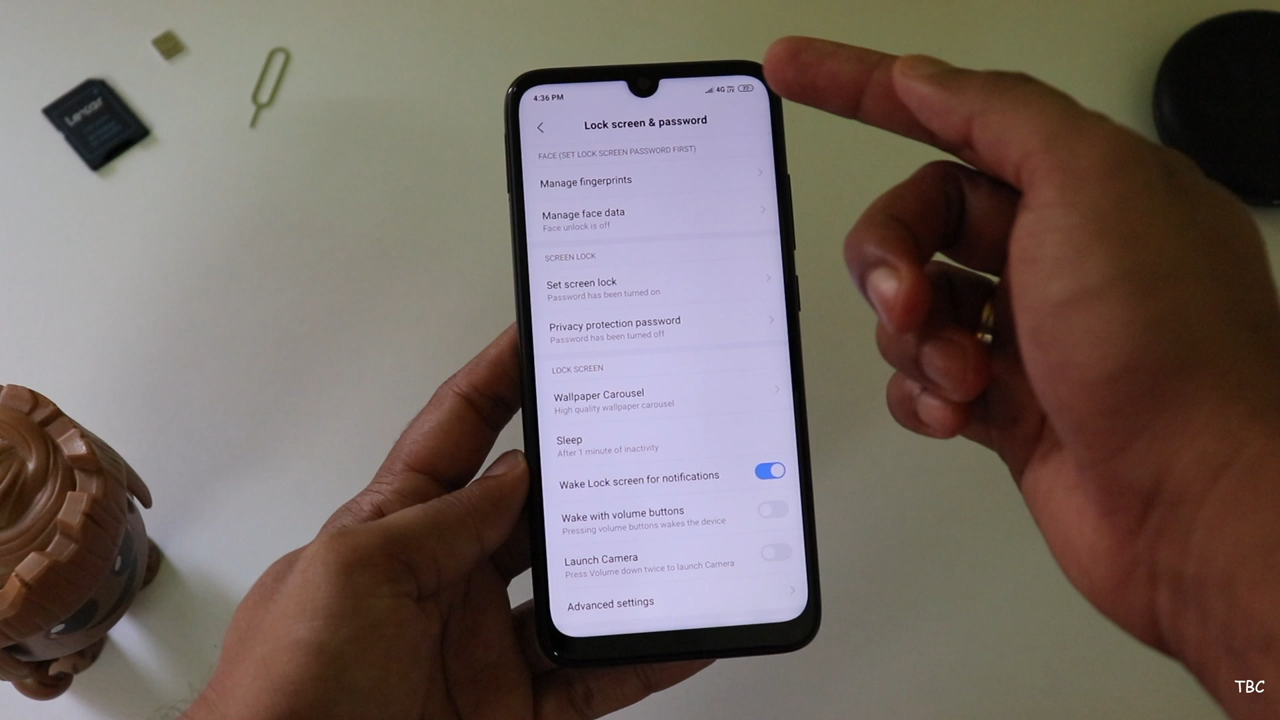 Lexar
4:36 PM
4G
77
Lock screen & password
FACE (SET LOCK SCREEN PASSWORD FIRST)
Manage fingerprints
Manage face data
Face unlock is off
SCREEN LOCK
Set screen lock
Password has been turned on
Privacy protection password
Password has been turned off
LOCK SCREEN
Wallpaper Carousel
High quality wallpaper carousel
Sleep
After 1 minute of inactivity
Wake Lock screen for notifications
Wake with volume buttons
Pressing volume buttons wakes the device
Launch Camera
Press Volume down twice to launch Camera
Advanced settings
TBC